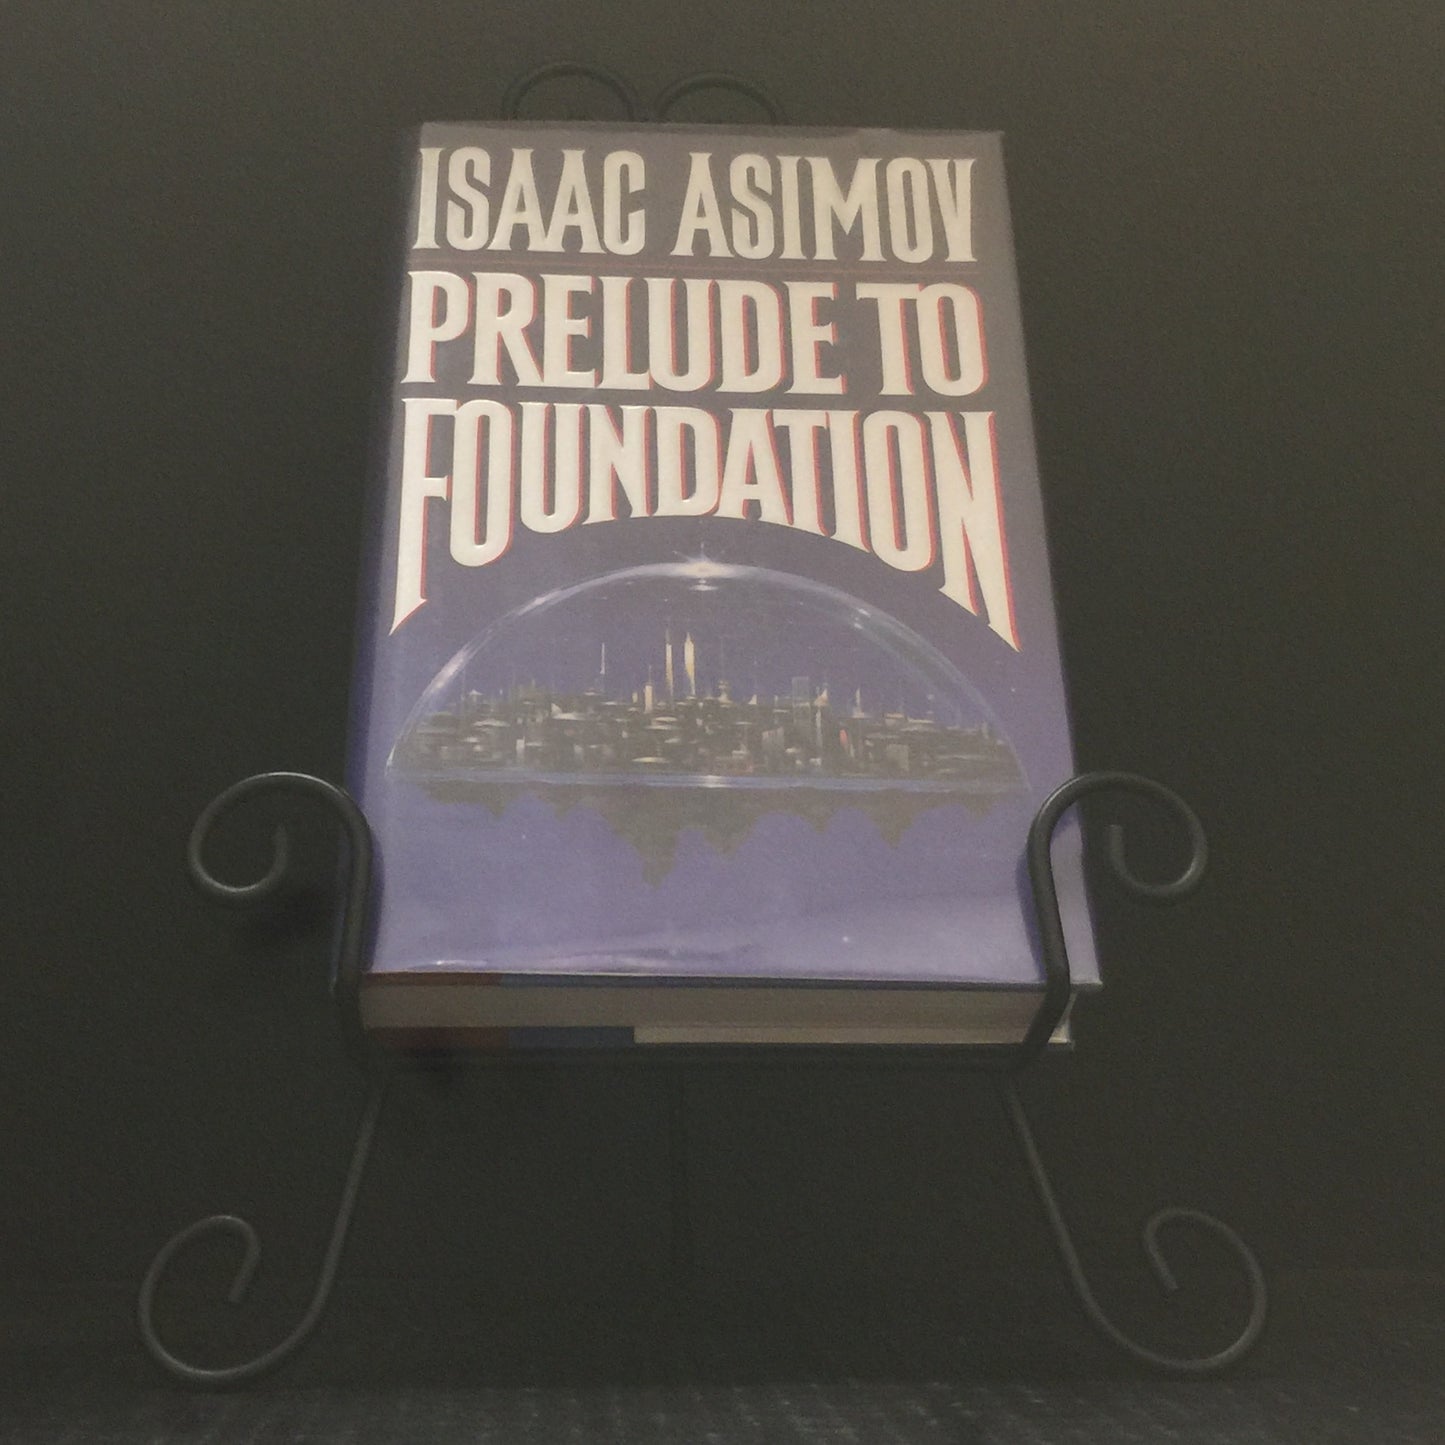 ISAAC ASIMOV
PRELUDE TO
FOUNDATION